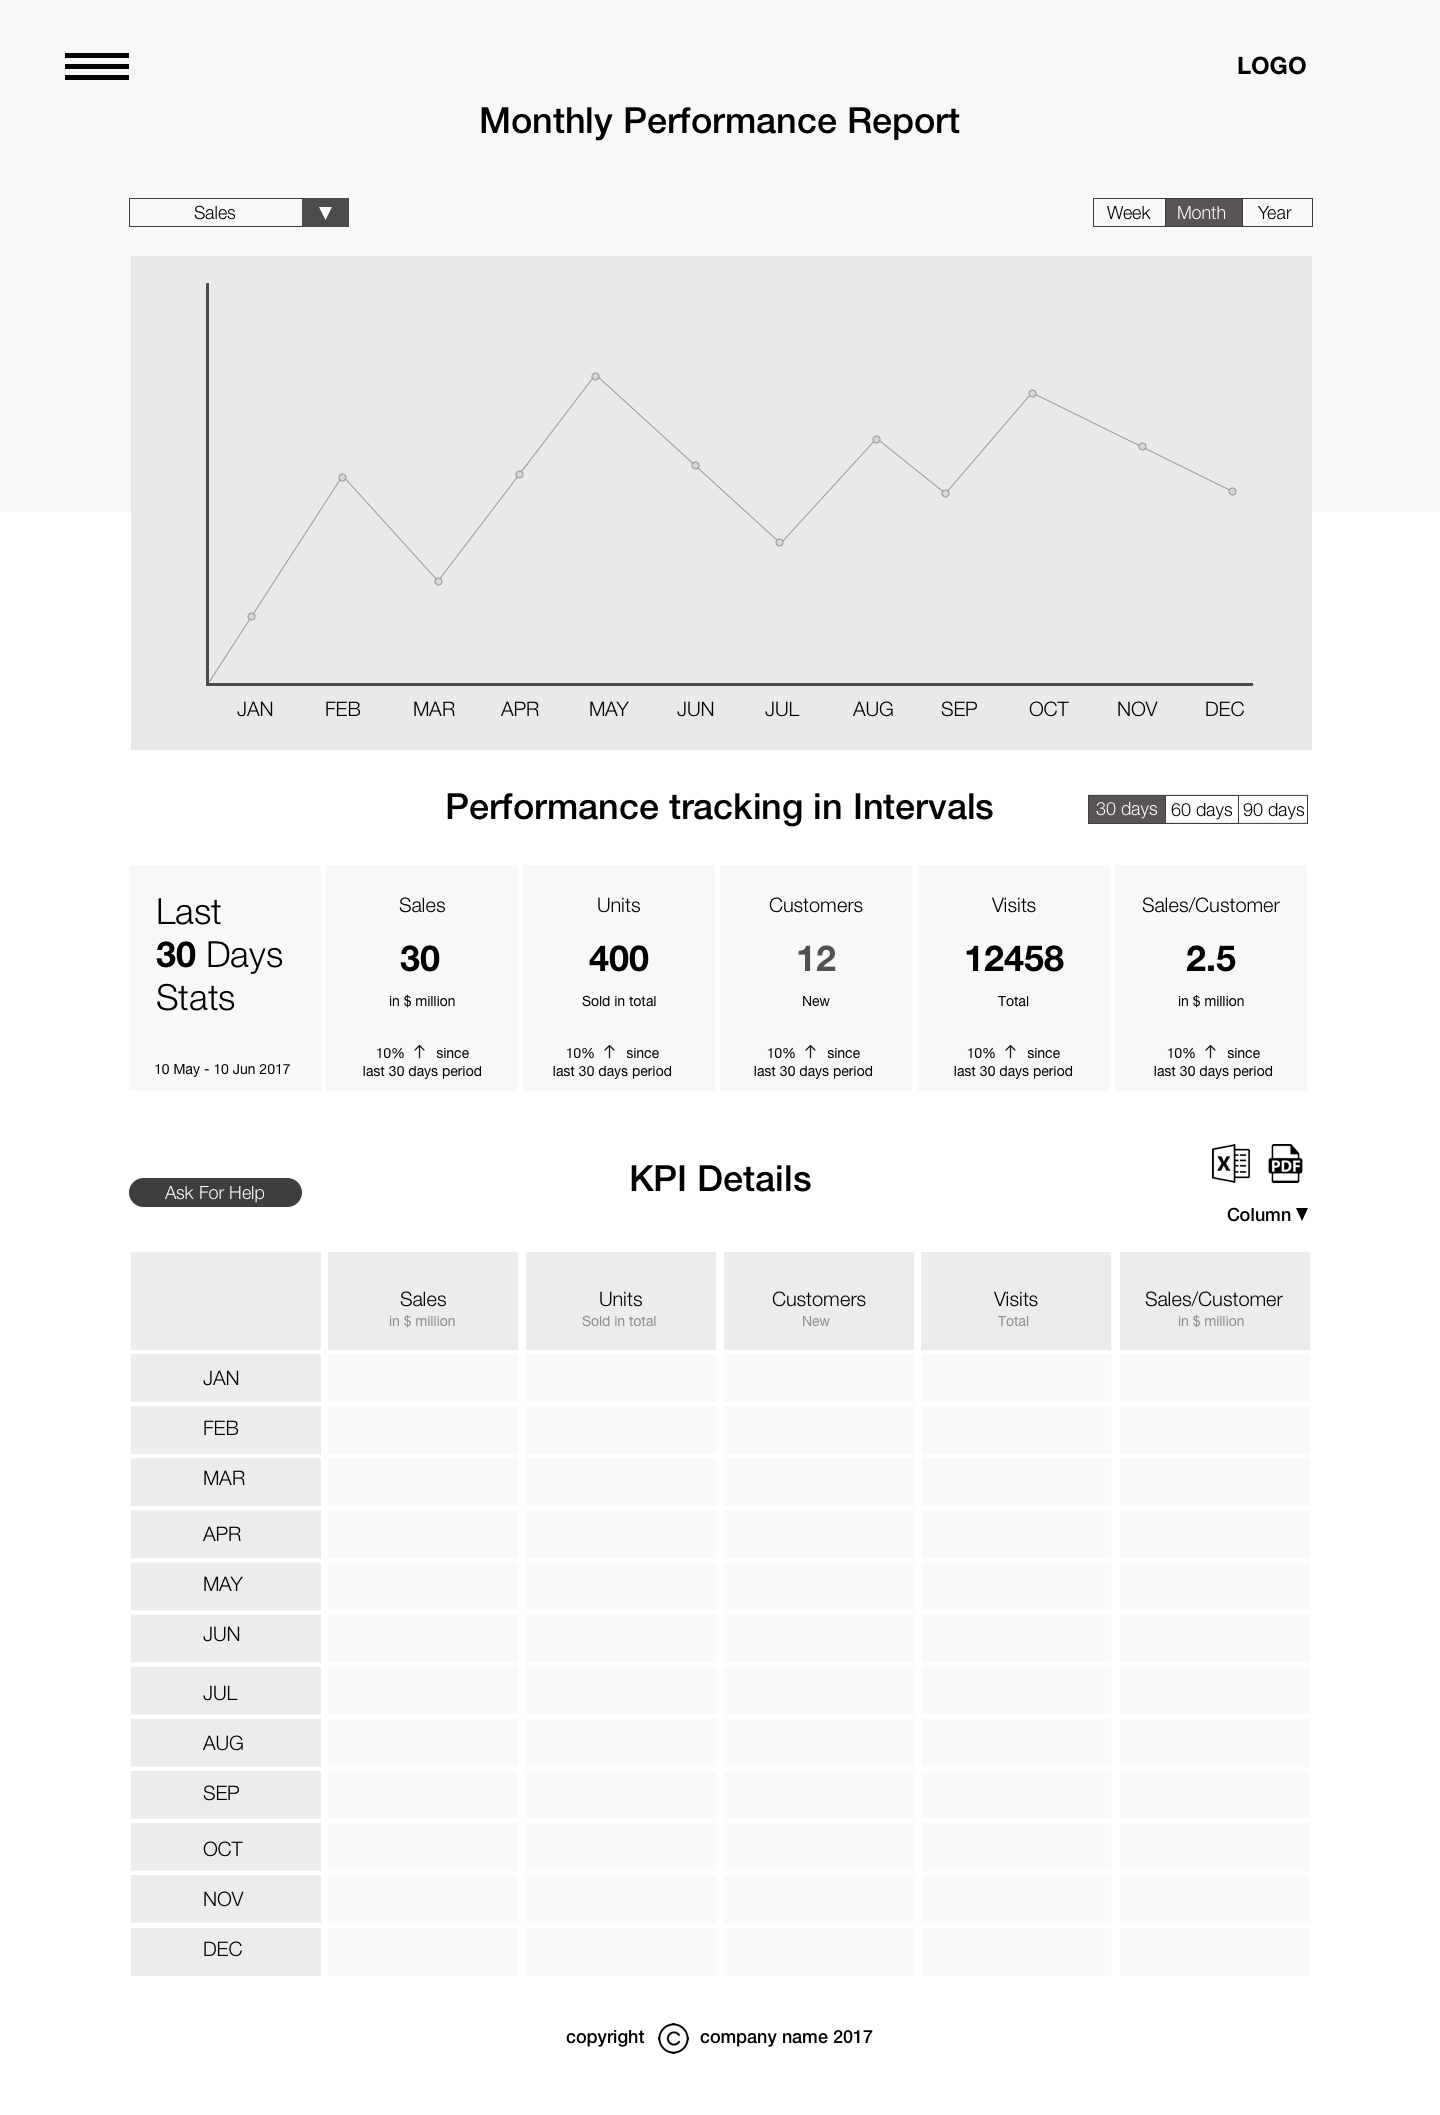 LOGO
Monthly Performance Report
Sales ▼
Week Month Year
JAN FEB MAR APR MAY JUN JUL AUG SEP OCT NOV DEC
Performance tracking in Intervals
30 days 60 days 90 days
Last
30 Days
Stats
10 May - 10 Jun 2017
Sales
30
in $ million
10% ↑ since
last 30 days period
Units
400
Sold in total
10% ↑ since
last 30 days period
Customers
12
New
10% ↑ since
last 30 days period
Visits
12458
Total
10% ↑ since
last 30 days period
Sales/Customer
2.5
in $ million
10% ↑ since
last 30 days period
Ask For Help
KPI Details
X PDF
Column ▼
Sales Units Customers Visits Sales/Customer
in $ million Sold in total New Total in $ million
JAN
FEB
MAR
APR
MAY
JUN
JUL
AUG
SEP
OCT
NOV
DEC
copyright © company name 2017